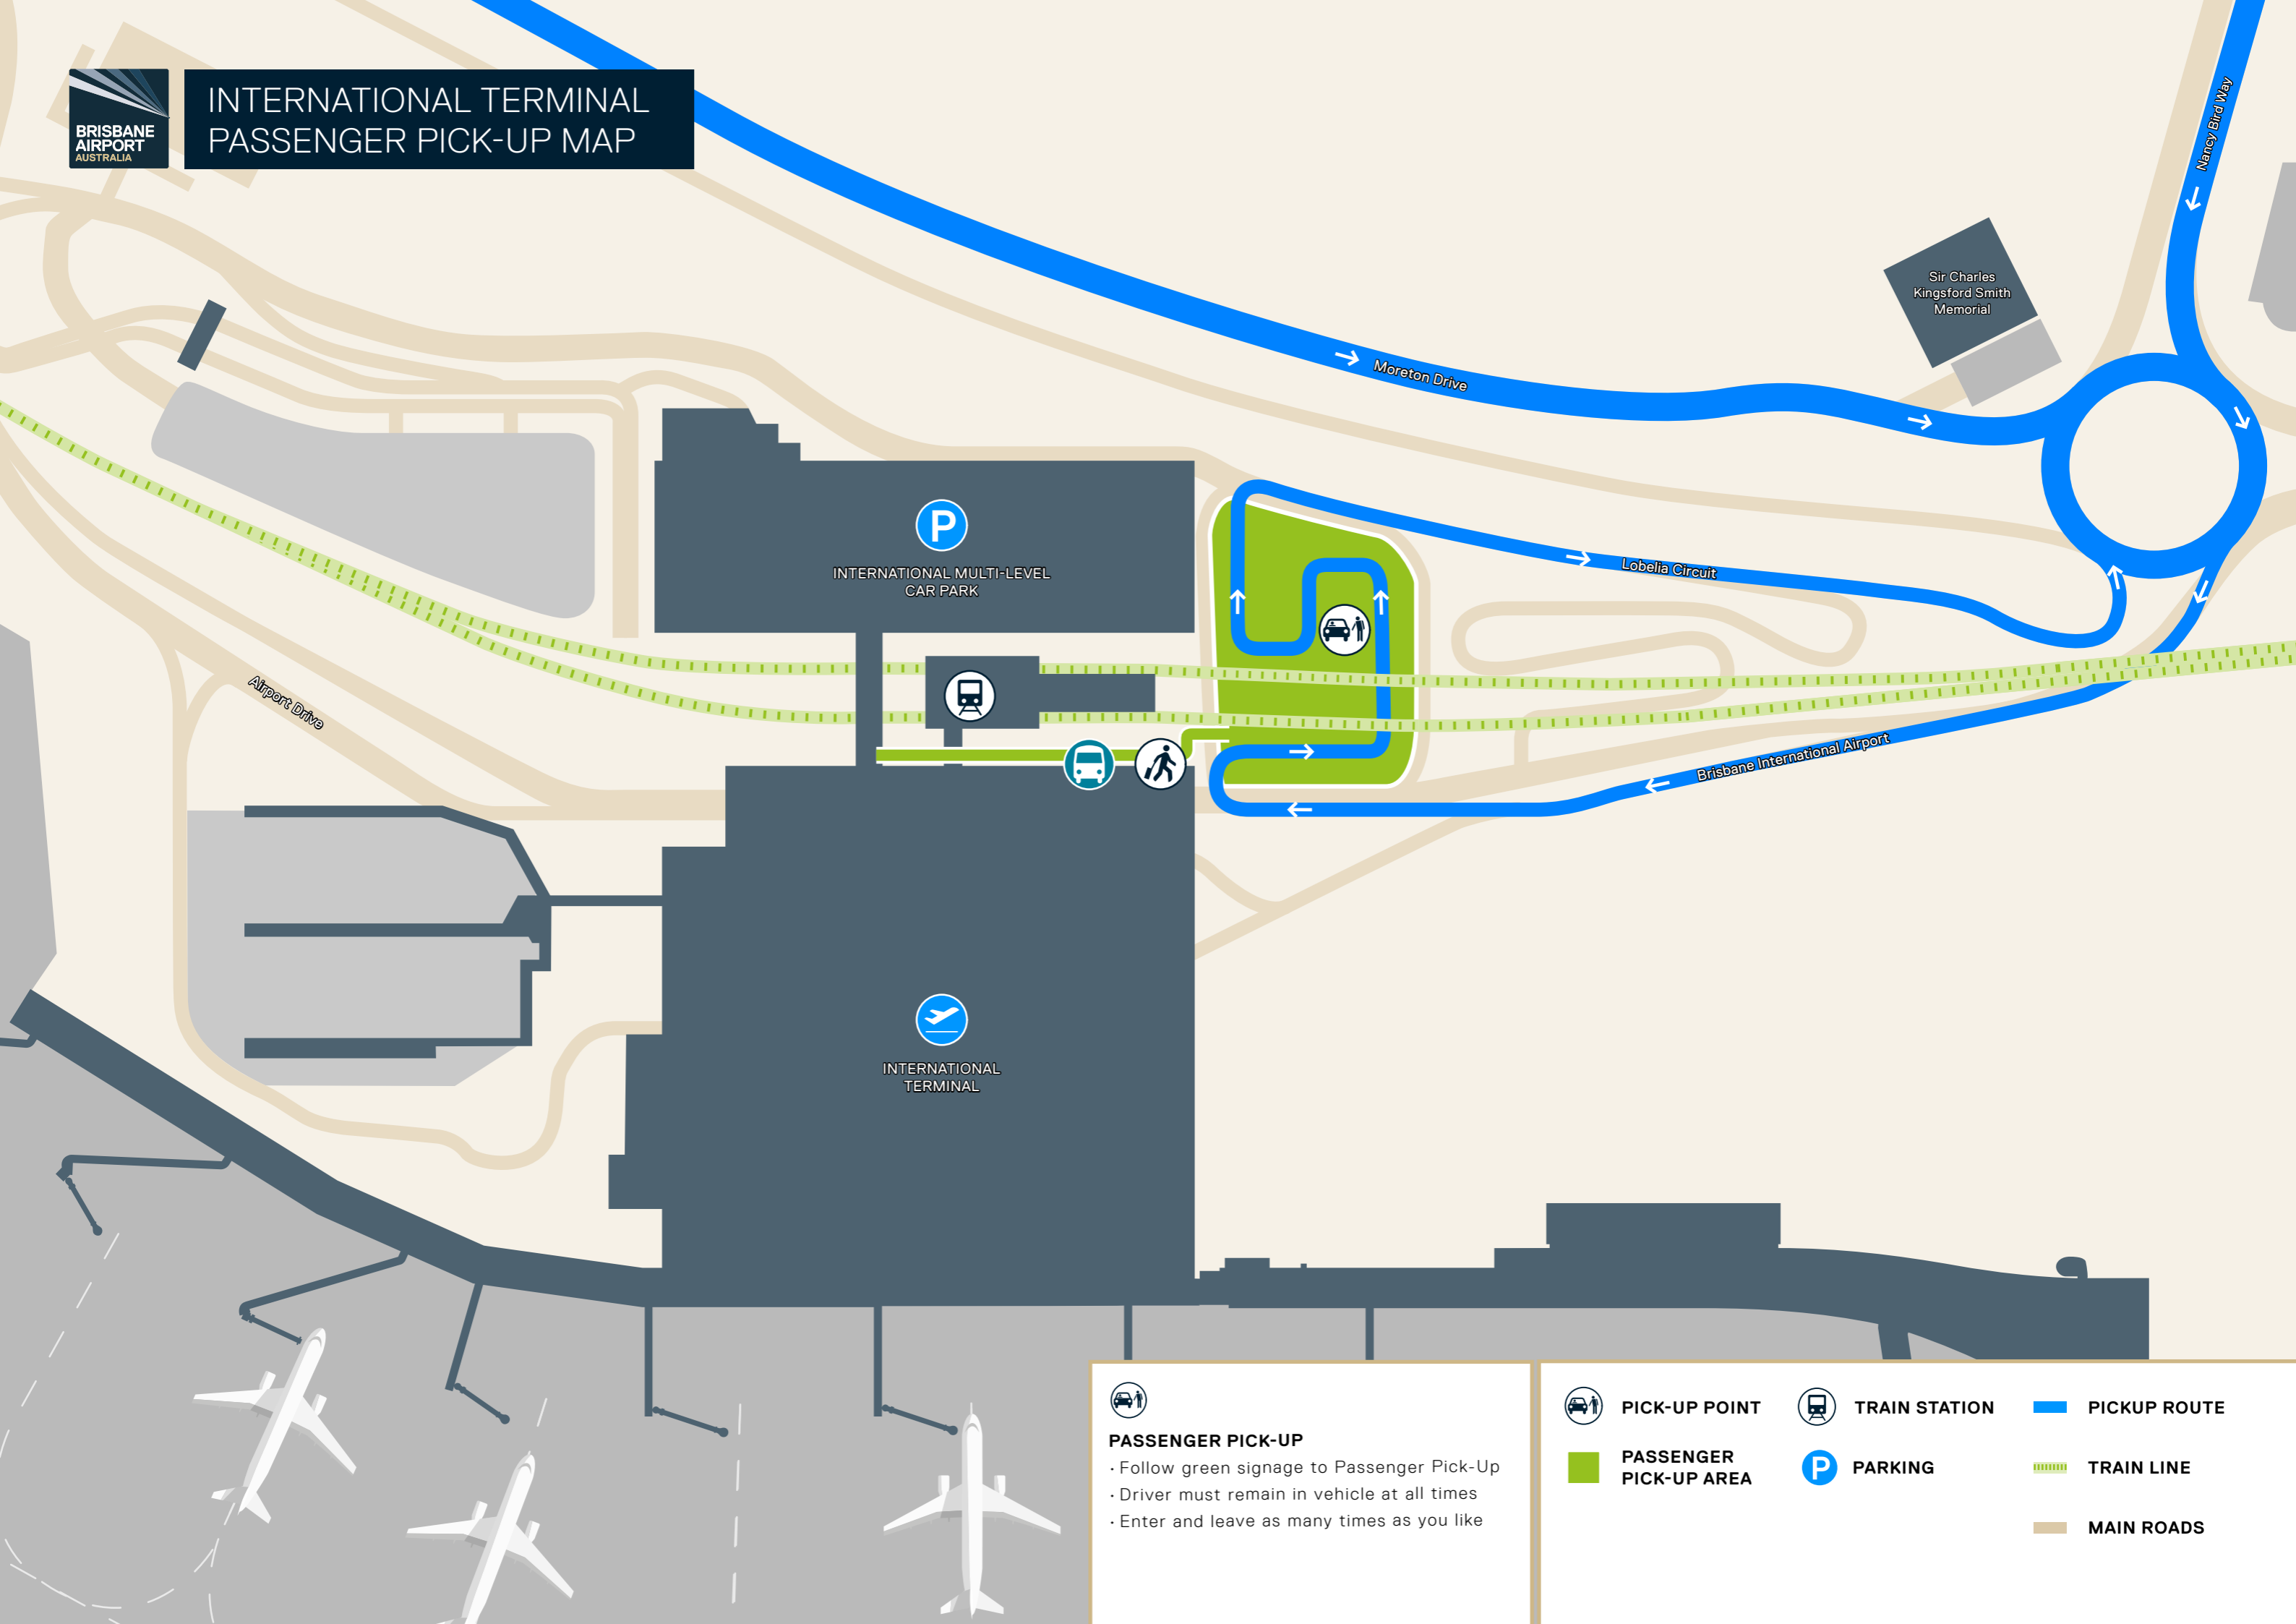 BRISBANE
AIRPORT
AUSTRALIA
INTERNATIONAL TERMINAL
PASSENGER PICK-UP MAP
Nancy Bird Way
Sir Charles
Kingsford Smith
Memorial
Moreton Drive
P
INTERNATIONAL MULTI-LEVEL
CAR PARK
Lobelia Circuit
Airport Drive
Brisbane International Airport
INTERNATIONAL
TERMINAL
PASSENGER PICK-UP
· Follow green signage to Passenger Pick-Up
· Driver must remain in vehicle at all times
· Enter and leave as many times as you like
PICK-UP POINT
PASSENGER
PICK-UP AREA
TRAIN STATION
P
PARKING
PICKUP ROUTE
TRAIN LINE
MAIN ROADS